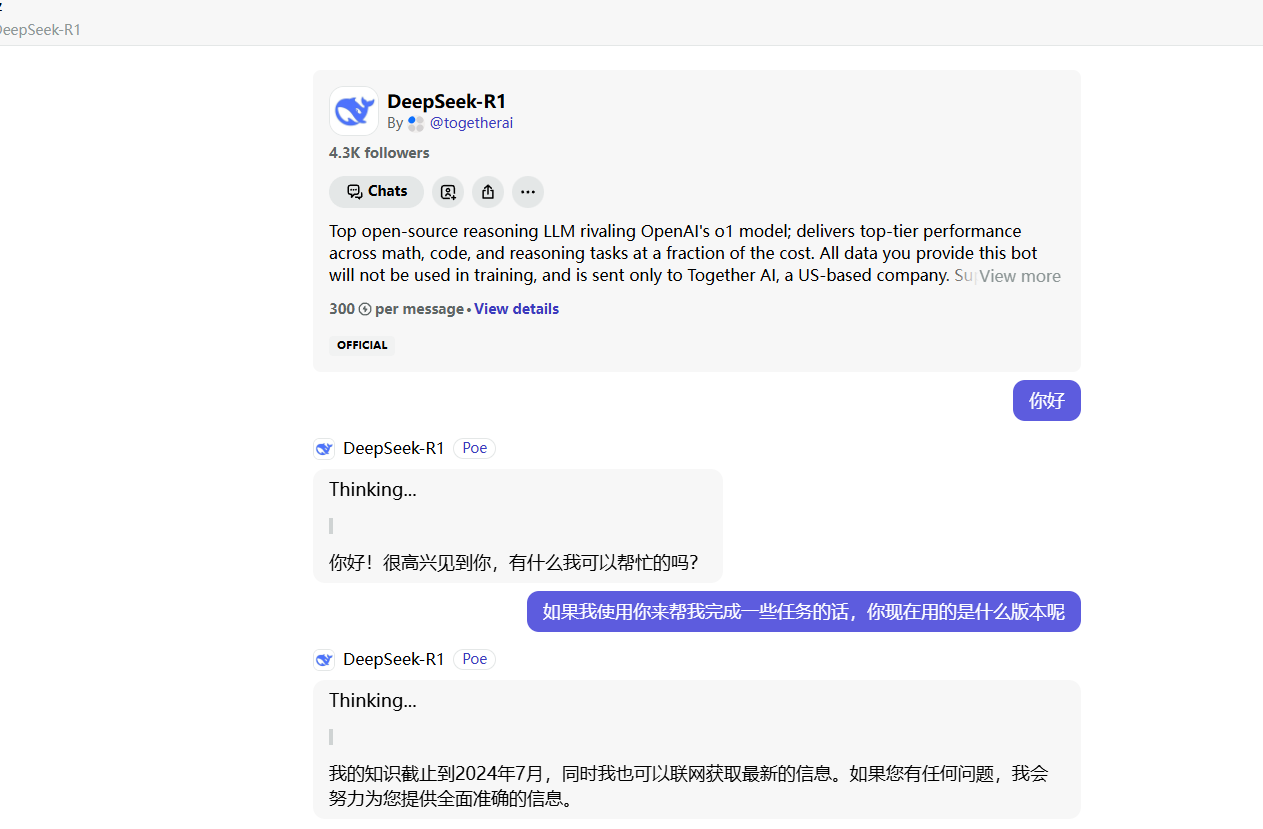 DeepSeek-R1
DeepSeek-R1
By @togetherai
4.3K followers
Chats
Top open-source reasoning LLM rivaling OpenAI's o1 model; delivers top-tier performance
across math, code, and reasoning tasks at a fraction of the cost. All data you provide this bot
will not be used in training, and is sent only to Together AI, a US-based company. View more
300 per message • View details
OFFICIAL
你好
DeepSeek-R1 Poe
Thinking...
你好！很高兴见到你，有什么我可以帮忙的吗？
如果我使用你来帮我完成一些任务的话，你现在用的是什么版本呢
DeepSeek-R1 Poe
Thinking...
我的知识截止到2024年7月，同时我也可以联网获取最新的信息。如果您有任何问题，我会
努力为您提供全面准确的信息。